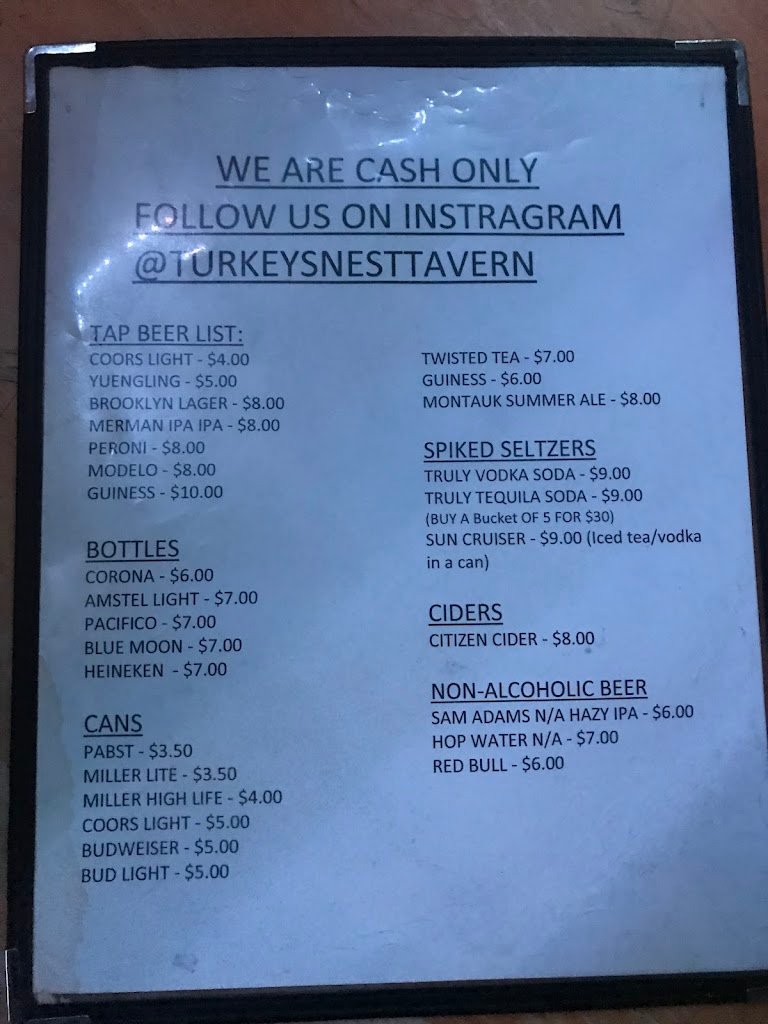 WE ARE CASH ONLY
FOLLOW US ON INSTRAGRAM
@TURKEYSNESTTAVERN
TAP BEER LIST:
COORS LIGHT - $4.00
YUENGLING - $5.00
BROOKLYN LAGER - $8.00
MERMAN IPA IPA - $8.00
PERONI - $8.00
MODELO - $8.00
GUINESS - $10.00
BOTTLES
CORONA - $6.00
AMSTEL LIGHT - $7.00
PACIFICO - $7.00
BLUE MOON - $7.00
HEINEKEN - $7.00
CANS
PABST - $3.50
MILLER LITE - $3.50
MILLER HIGH LIFE - $4.00
COORS LIGHT - $5.00
BUDWEISER - $5.00
BUD LIGHT - $5.00
TWISTED TEA - $7.00
GUINESS - $6.00
MONTAUK SUMMER ALE - $8.00
SPIKED SELTZERS
TRULY VODKA SODA - $9.00
TRULY TEQUILA SODA - $9.00
(BUY A Bucket OF 5 FOR $30)
SUN CRUISER - $9.00 (Iced tea/vodka
in a can)
CIDERS
CITIZEN CIDER - $8.00
NON-ALCOHOLIC BEER
SAM ADAMS N/A HAZY IPA - $6.00
HOP WATER N/A - $7.00
RED BULL - $6.00